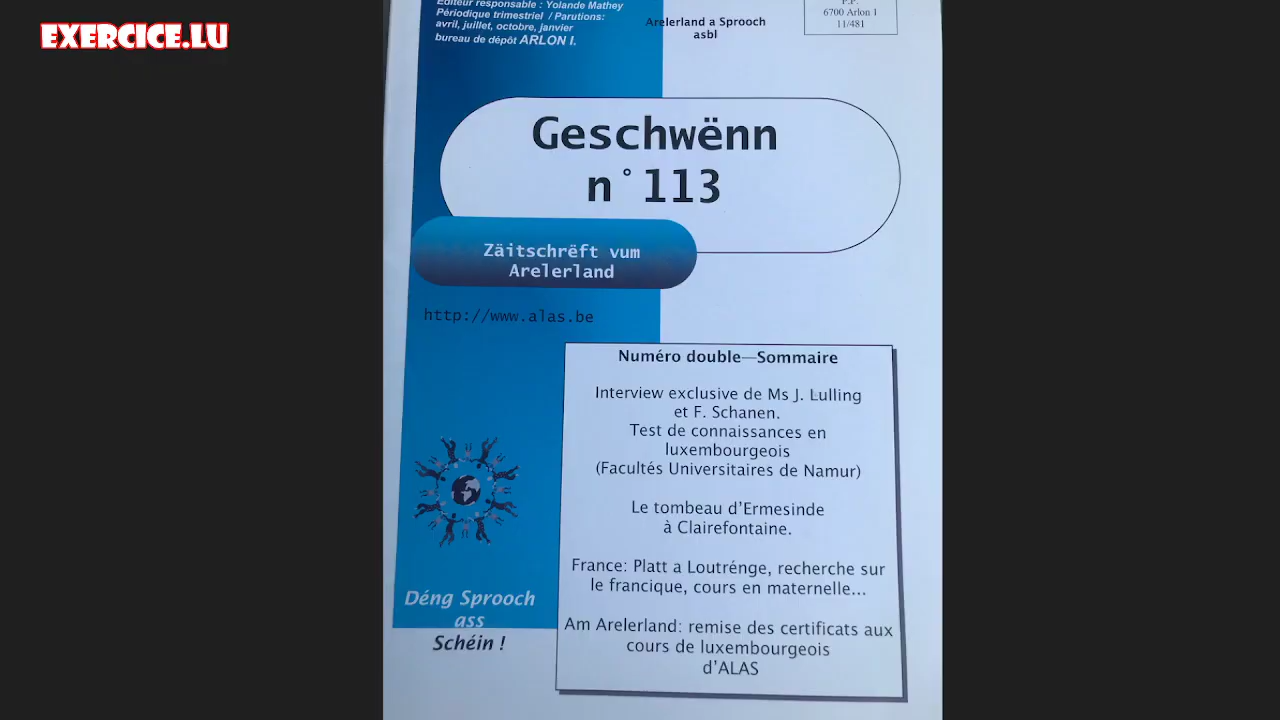 EXERCICE.LU
Editeur responsable : Yolande Mathey
Périodique trimestriel / Parutions:
avril, juillet, octobre, janvier
bureau de dépôt ARLON I.
Arelerland a Sprooch
asbl
P.P.
6700 Arlon 1
11/481
Geschwënn
n°113
Zäitschrëft vum
Arelerland
http://www.alas.be
Numéro double—Sommaire
Interview exclusive de Ms J. Lulling
et F. Schanen.
Test de connaissances en
luxembourgeois
(Facultés Universitaires de Namur)
Le tombeau d'Ermesinde
à Clairefontaine.
France: Platt a Loutrénge, recherche sur
le francique, cours en maternelle...
Am Arelerland: remise des certificats aux
cours de luxembourgeois
d'ALAS
Déng Sprooch
ass
Schéin !